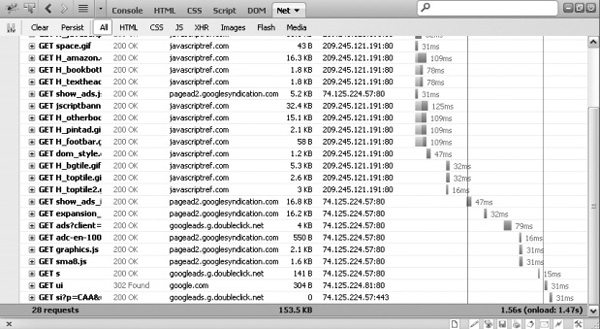 Console HTML CSS Script DOM Net
Clear Persist All HTML CSS JS XHR Images Flash Media
GET space.gif 200 OK javascriptref.com 43 B 209.245.121.191:80 31ms
GET H_amazon. 200 OK javascriptref.com 16.3 KB 209.245.121.191:80 109ms
GET H_bookbot 200 OK javascriptref.com 1.8 KB 209.245.121.191:80 78ms
GET H_texthead 200 OK javascriptref.com 1.8 KB 209.245.121.191:80 78ms
GET show_ads.j 200 OK pagead2.googlesyndication.com 5.2 KB 74.125.224.57:80 31ms
GET jscriptbann 200 OK javascriptref.com 32.4 KB 209.245.121.191:80 125ms
GET H_otherboo 200 OK javascriptref.com 15.1 KB 209.245.121.191:80 109ms
GET H_pintad.gi 200 OK javascriptref.com 2.1 KB 209.245.121.191:80 109ms
GET H_footbar.g 200 OK javascriptref.com 58 B 209.245.121.191:80 109ms
GET dom_style. 200 OK javascriptref.com 1.2 KB 209.245.121.191:80 47ms
GET H_bgtile.gif 200 OK javascriptref.com 5.3 KB 209.245.121.191:80 32ms
GET H_toptile.gi 200 OK javascriptref.com 2.6 KB 209.245.121.191:80 32ms
GET H_toptile2.g 200 OK javascriptref.com 3 KB 209.245.121.191:80 16ms
GET show_ads_i 200 OK pagead2.googlesyndication.com 16.8 KB 74.125.224.57:80 47ms
GET expansion_ 200 OK pagead2.googlesyndication.com 16.2 KB 74.125.224.57:80 32ms
GET ads?client= 200 OK googleads.g.doubleclick.net 4 KB 74.125.224.57:80 79ms
GET adc-en-100 200 OK pagead2.googlesyndication.com 550 B 74.125.224.57:80 16ms
GET graphics.js 200 OK pagead2.googlesyndication.com 2.1 KB 74.125.224.57:80 31ms
GET sma8.js 200 OK pagead2.googlesyndication.com 1.6 KB 74.125.224.57:80 31ms
GET s 200 OK googleads.g.doubleclick.net 141 B 74.125.224.57:80 15ms
GET ui 302 Found google.com 304 B 74.125.224.81:80 31ms
GET si?p=CAA& 200 OK googleads.g.doubleclick.net 0 74.125.224.57:443
28 requests 153.5 KB 1.56s (onload: 1.47s)